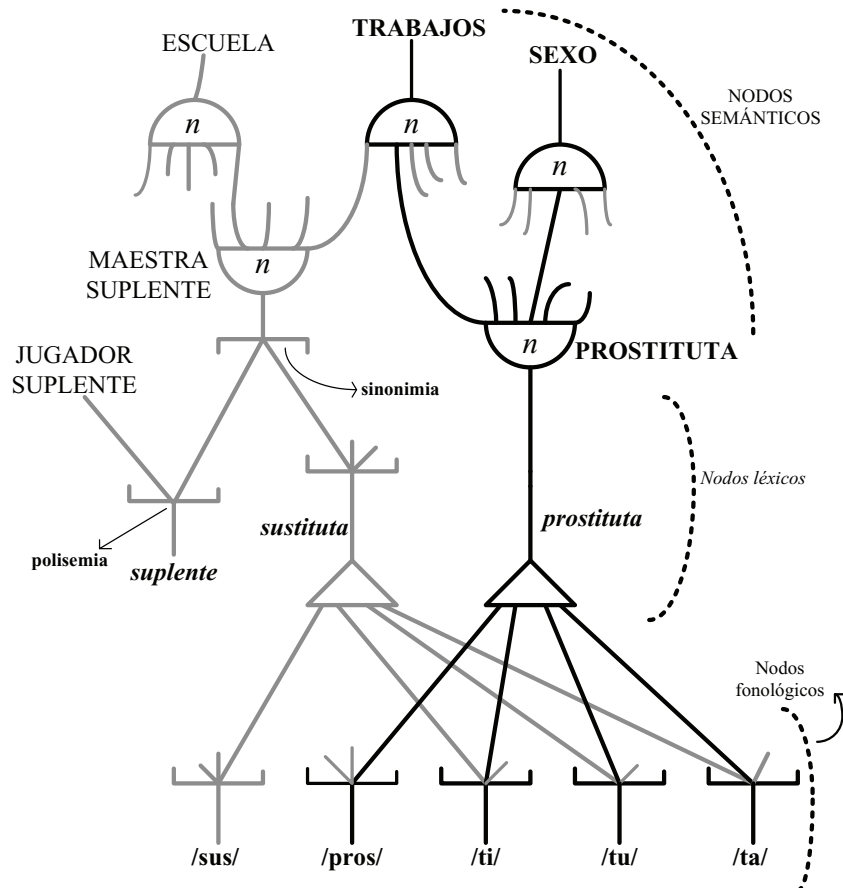 ESCUELA
TRABAJOS
SEXO
NODOS
SEMÁNTICOS
n
n
n
MAESTRA
SUPLENTE
n
n
PROSTITUTA
JUGADOR
SUPLENTE
sinonimia
Nodos léxicos
sustituta
prostituta
polisemia
suplente
Nodos
fonológicos
/sus/
/pros/
/ti/
/tu/
/ta/